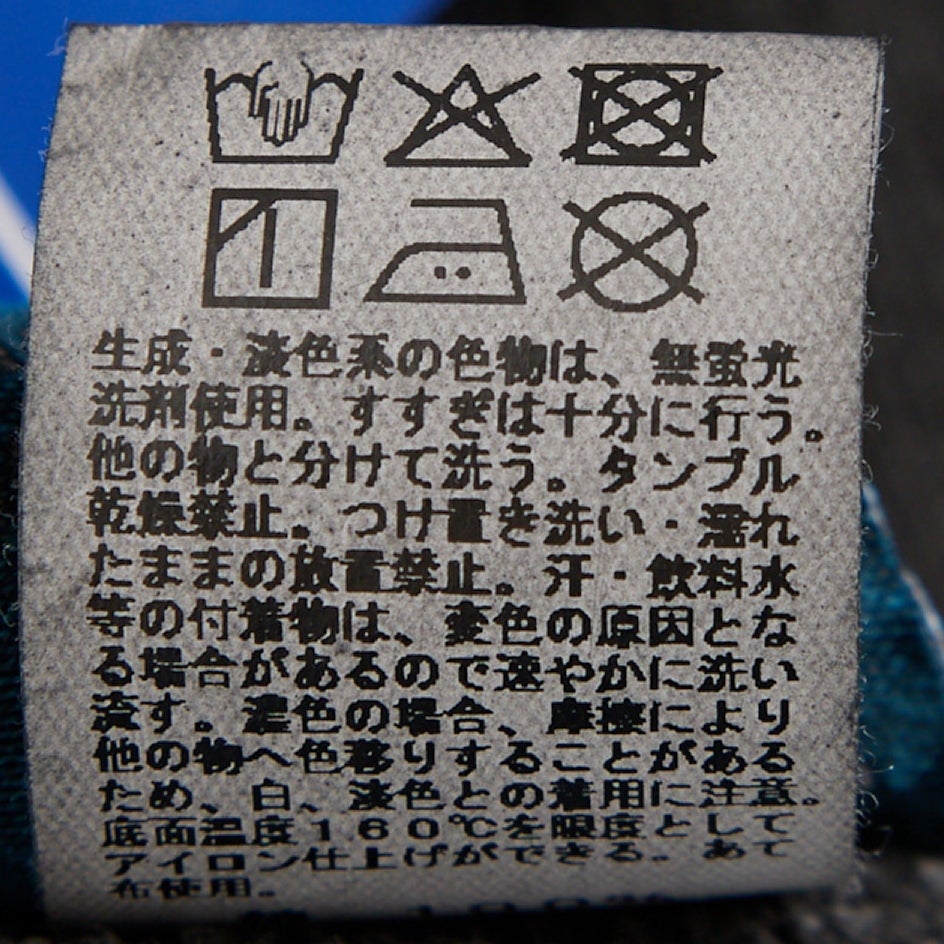 生成・淡色系の色物は、無蛍光
洗剤使用。すすぎは十分に行う。
他の物と分けて洗う。タンブル
乾燥禁止。つけ置き洗い・濡れ
たままの放置禁止。汗・飲料水
等の付着物は、変色の原因とな
る場合があるので速やかに洗い
流す。濃色の場合、摩擦により
他の物へ色移りすることがある
ため、白、淡色との着用に注意。
底面温度160℃を限度として
アイロン仕上げができる。あて
布使用。